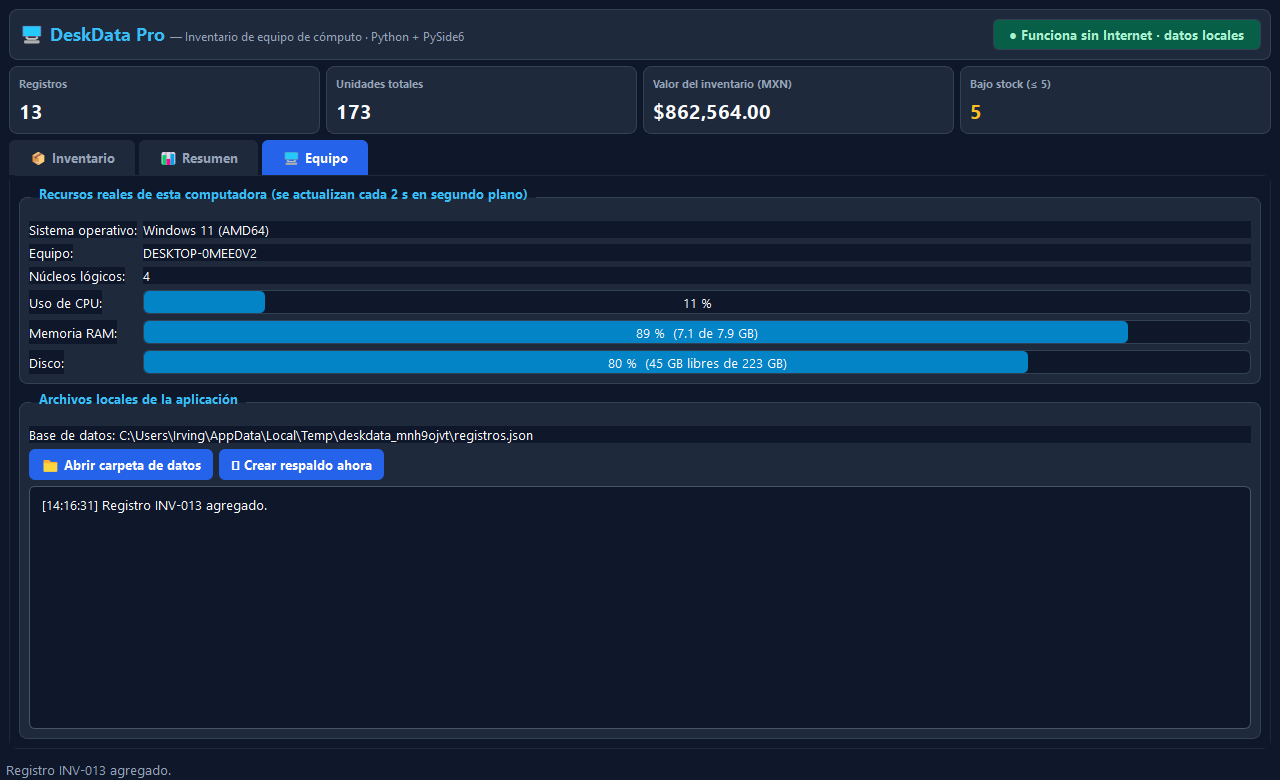 DeskData Pro — Inventario de equipo de cómputo · Python + PySide6
● Funciona sin Internet · datos locales
Registros
13
Unidades totales
173
Valor del inventario (MXN)
$862,564.00
Bajo stock (≤ 5)
5
Inventario
Resumen
Equipo
Recursos reales de esta computadora (se actualizan cada 2 s en segundo plano)
Sistema operativo: Windows 11 (AMD64)
Equipo: DESKTOP-0MEE0V2
Núcleos lógicos: 4
Uso de CPU: 11 %
Memoria RAM: 89 % (7.1 de 7.9 GB)
Disco: 80 % (45 GB libres de 223 GB)
Archivos locales de la aplicación
Base de datos: C:\Users\Irving\AppData\Local\Temp\deskdata_mnh9ojvt\registros.json
Abrir carpeta de datos
Crear respaldo ahora
[14:16:31] Registro INV-013 agregado.
Registro INV-013 agregado.